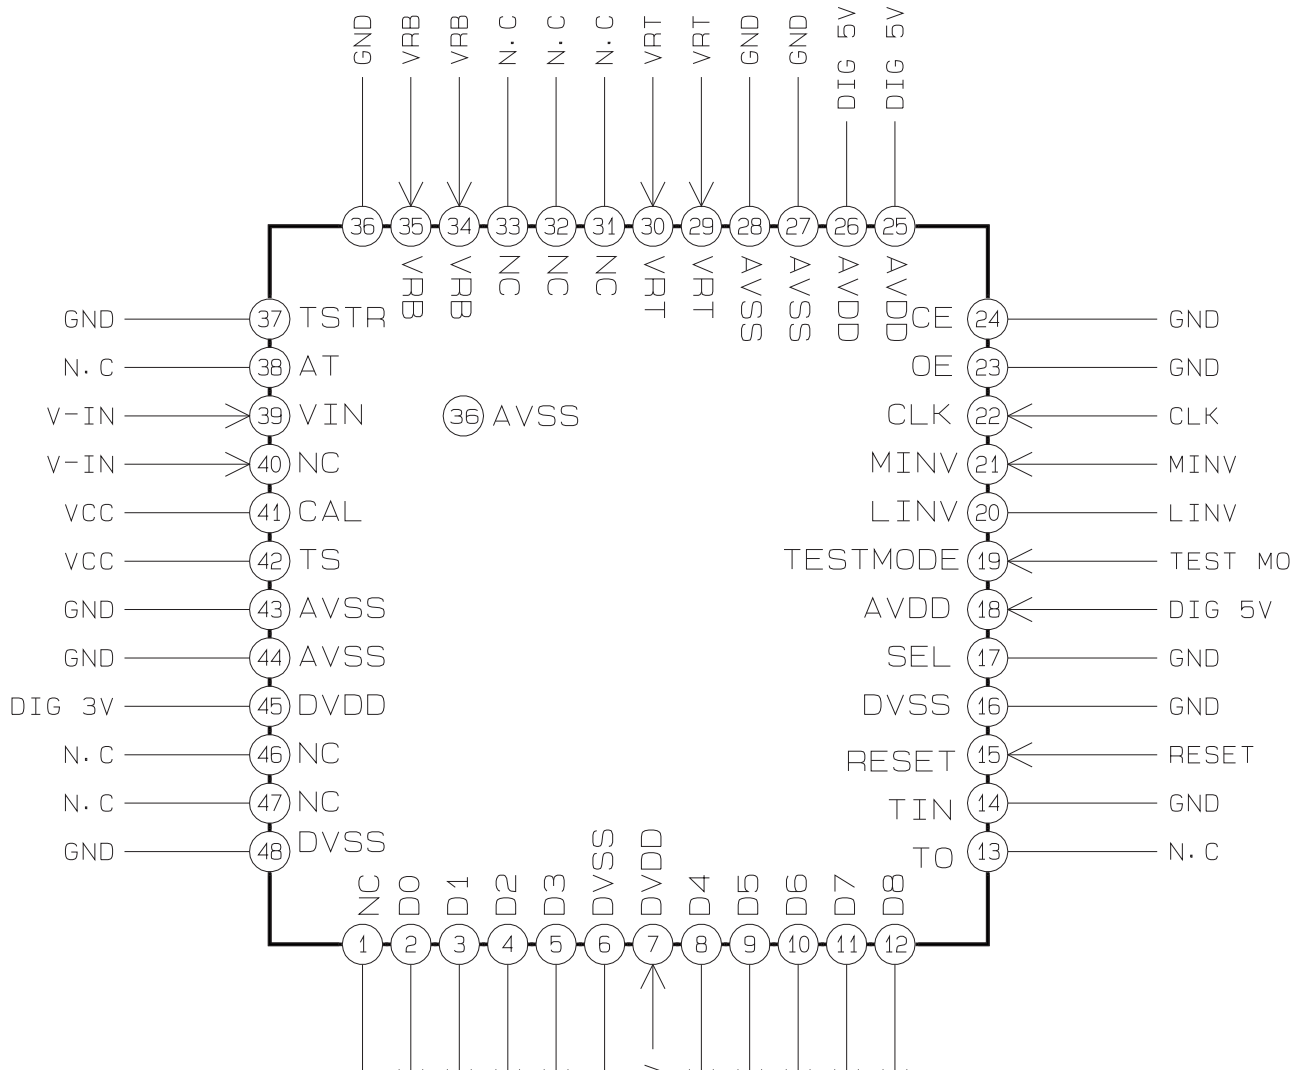 GND VRB VRB N.C N.C N.C VRT VRT GND GND DIG 5V DIG 5V
36 35 34 33 32 31 30 29 28 27 26 25
VRB VRB NC NC NC VRT VRT AVSS AVSS AVDD AVDD
GND 37 TSTR
N.C 38 AT
V-IN 39 VIN
V-IN 40 NC
VCC 41 CAL
VCC 42 TS
GND 43 AVSS
GND 44 AVSS
DIG 3V 45 DVDD
N.C 46 NC
N.C 47 NC
GND 48 DVSS
36 AVSS
CE 24 GND
OE 23 GND
CLK 22 CLK
MINV 21 MINV
LINV 20 LINV
TESTMODE 19 TEST MO
AVDD 18 DIG 5V
SEL 17 GND
DVSS 16 GND
RESET 15 RESET
TIN 14 GND
TO 13 N.C
NC D0 D1 D2 D3 DVSS DVDD D4 D5 D6 D7 D8
1 2 3 4 5 6 7 8 9 10 11 12